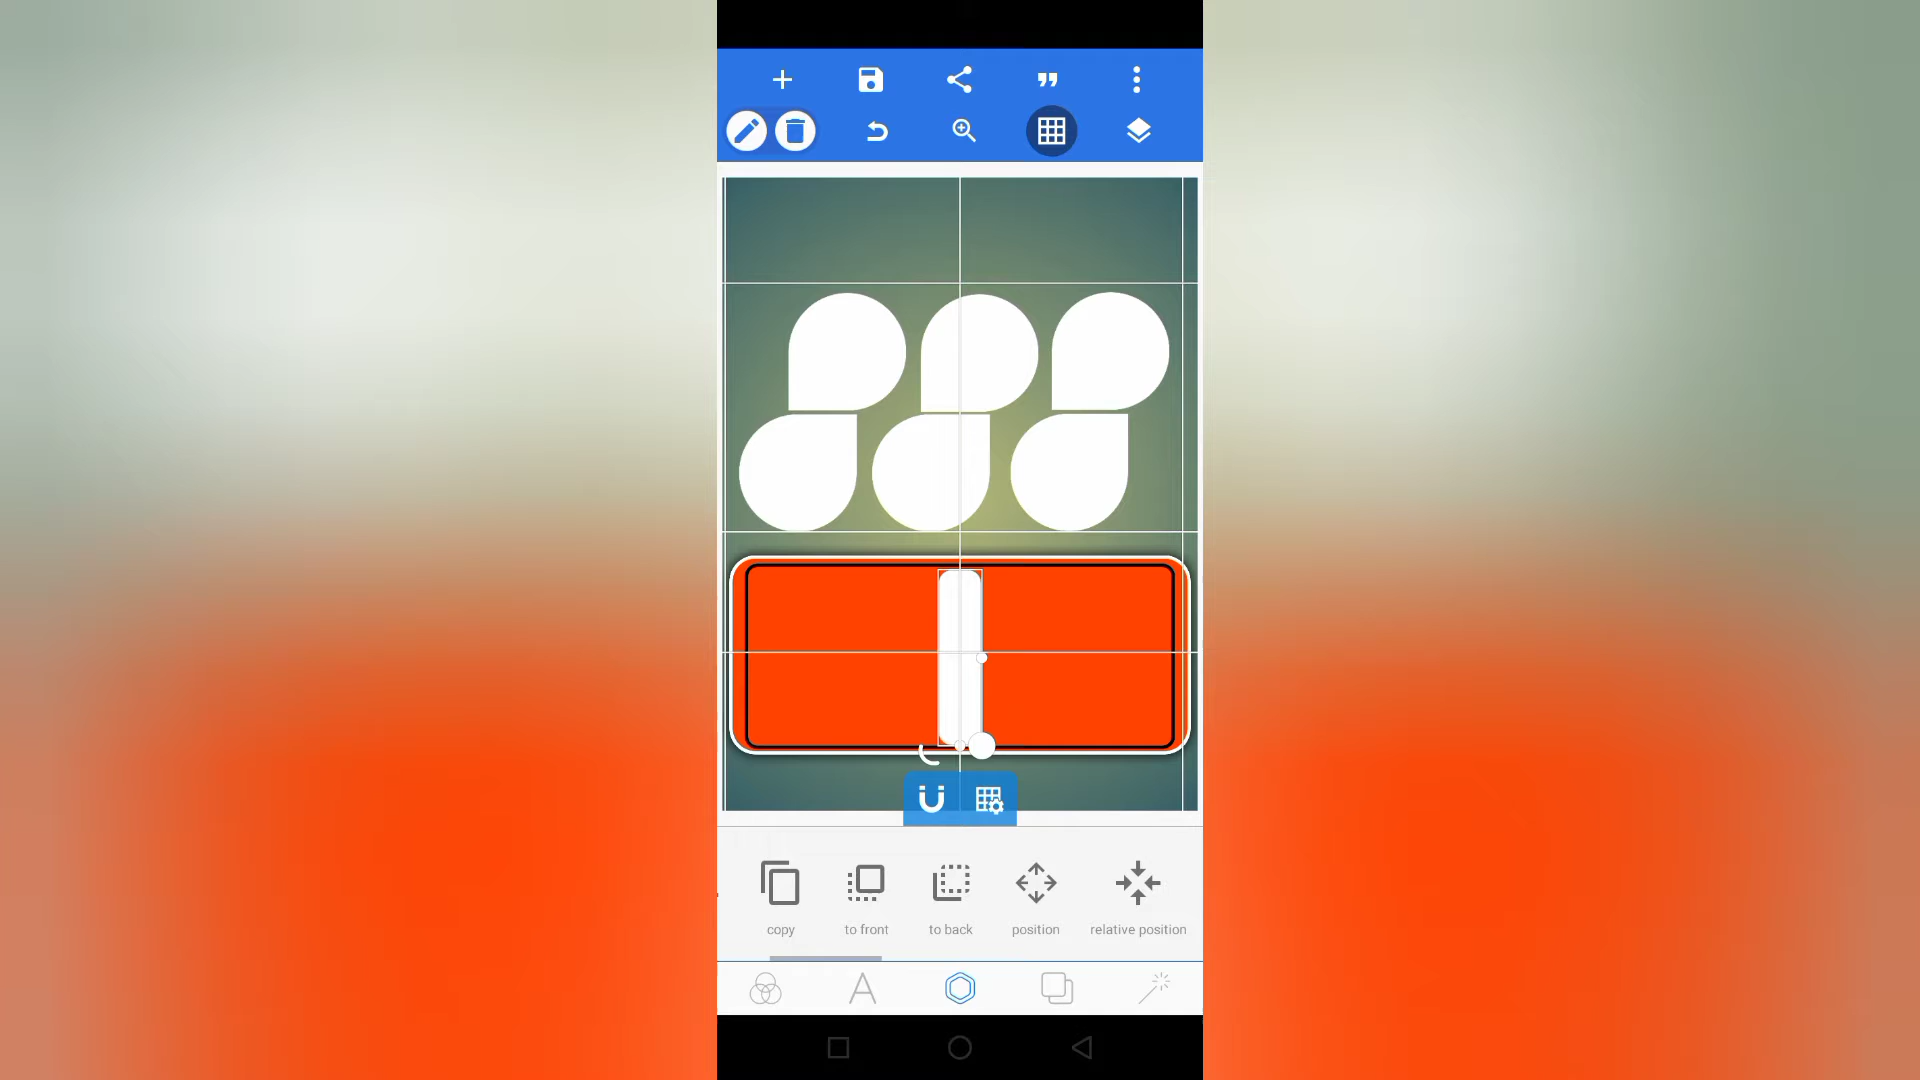 copy
to front
to back
position
relative position